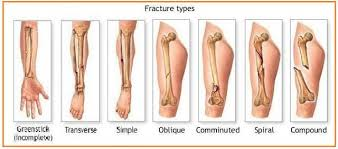 Fracture types
Greenstick
(incomplete)
Transverse
Simple
Oblique
Comminuted
Spiral
Compound